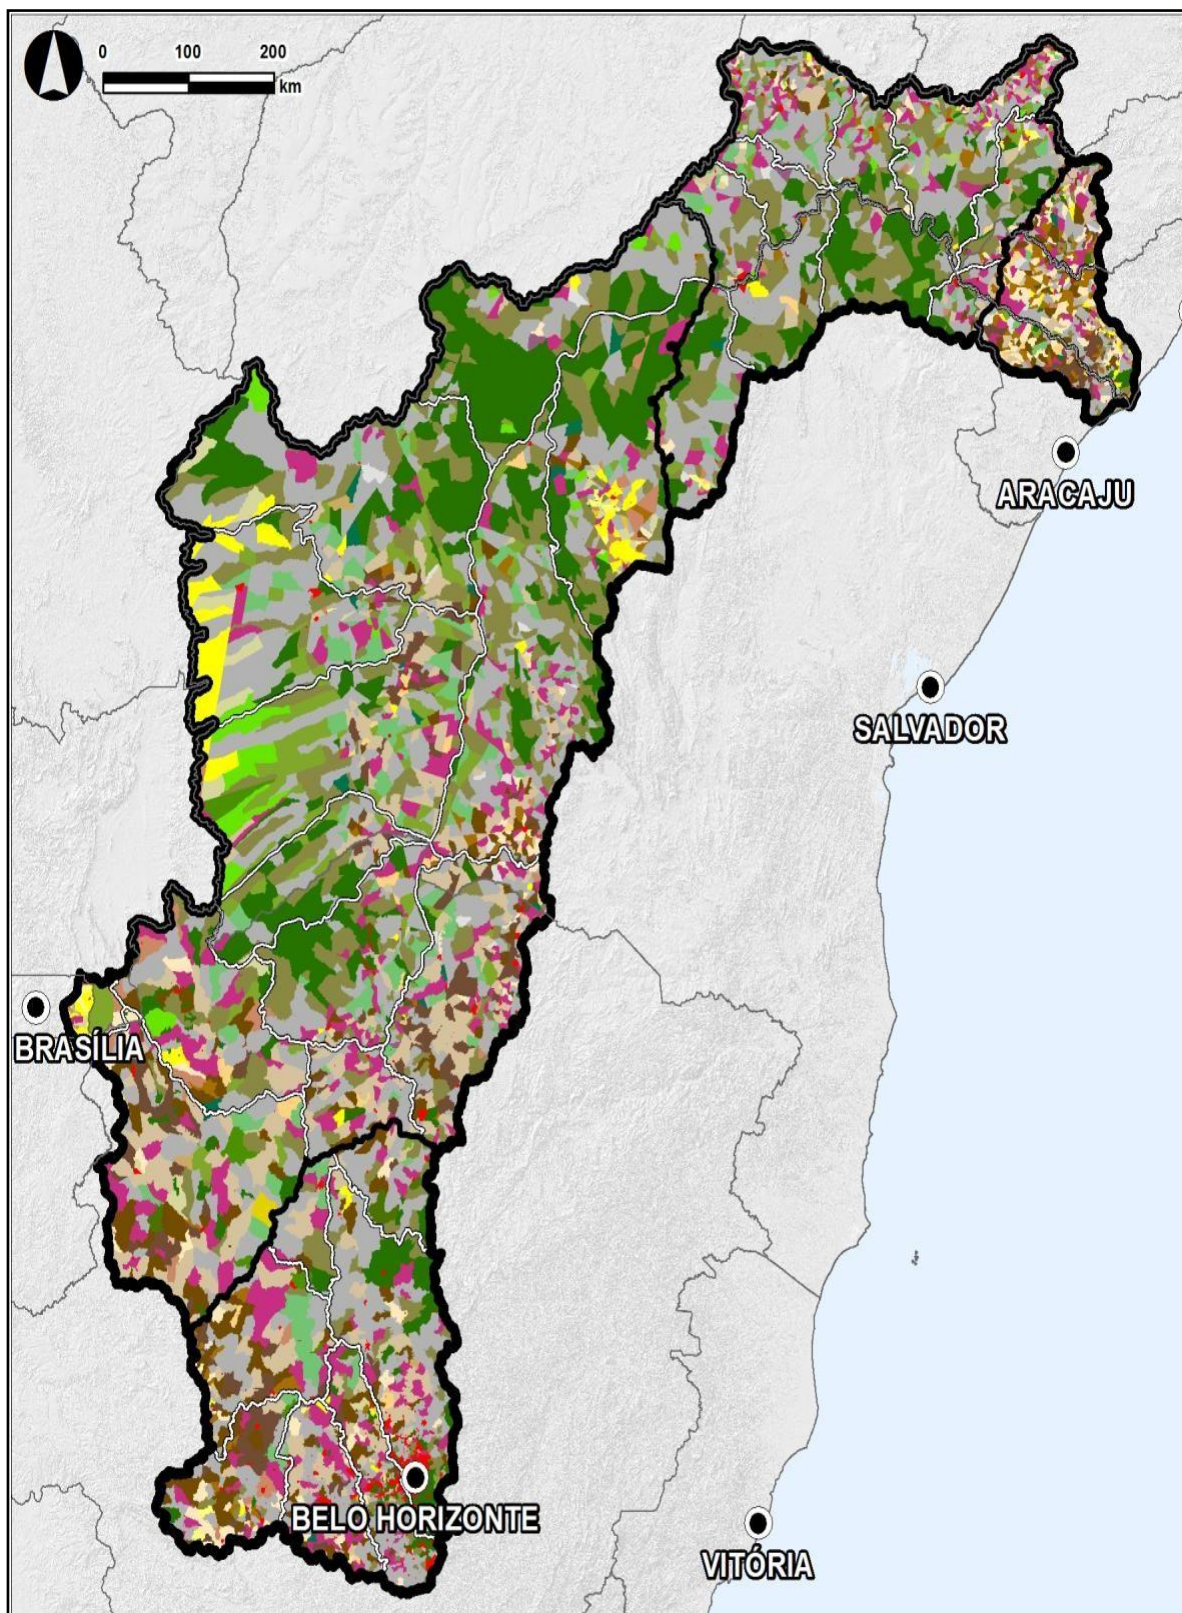 0 100 200
km
ARACAJU
SALVADOR
BRASÍLIA
BELO HORIZONTE
VITÓRIA